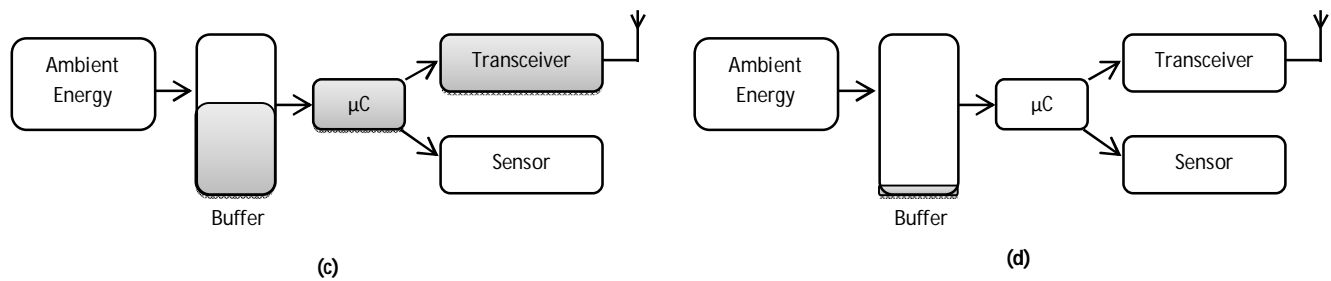 Ambient
Energy
Buffer
µC
Transceiver
Sensor
(c)
Ambient
Energy
Buffer
µC
Transceiver
Sensor
(d)